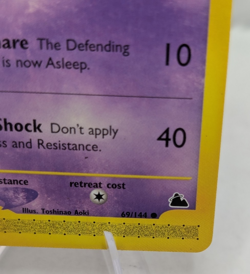 are The Defending 10
is now Asleep.
Shock Don't apply 40
ss and Resistance.
stance retreat cost
Illus. Toshinao Aoki 69/144